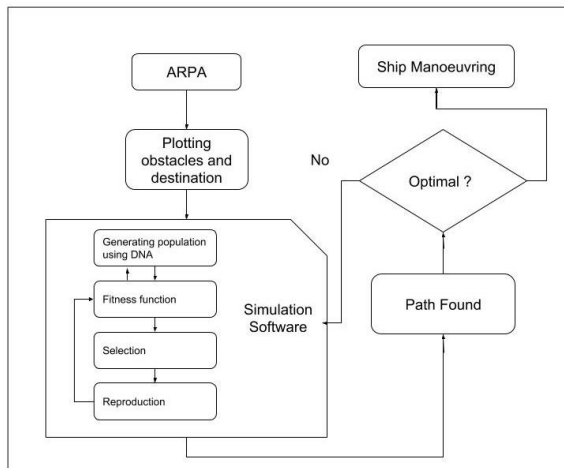 ARPA
Plotting
obstacles and
destination
Generating population
using DNA
Fitness function
Selection
Reproduction
Simulation
Software
Ship Manoeuvring
No
Optimal ?
Path Found